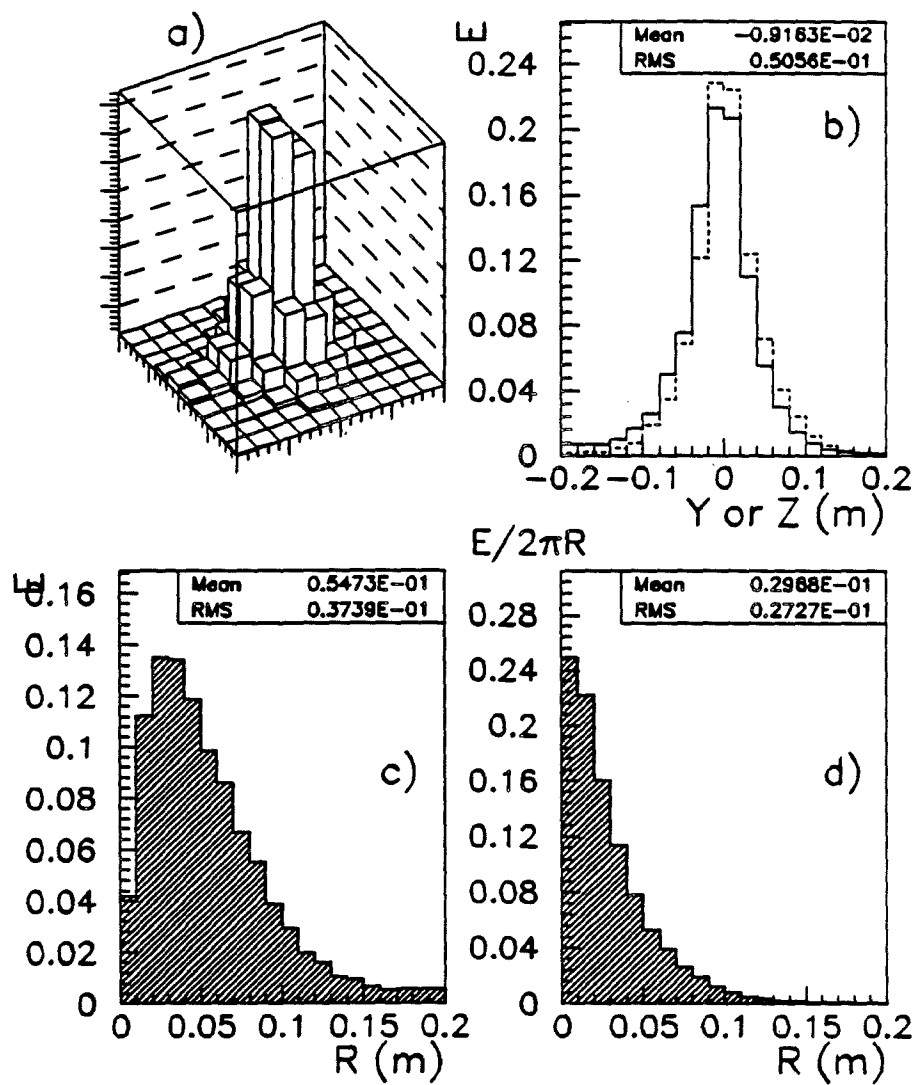 a)
E
Mean -0.9163E-02
RMS 0.5056E-01
b)
0.24
0.2
0.16
0.12
0.08
0.04
0
-0.2 -0.1 0 0.1 0.2
Y or Z (m)
E
Mean 0.5473E-01
RMS 0.3739E-01
c)
0.16
0.14
0.12
0.1
0.08
0.06
0.04
0.02
0
0 0.05 0.1 0.15 0.2
R (m)
E/2πR
Mean 0.2968E-01
RMS 0.2727E-01
d)
0.28
0.24
0.2
0.16
0.12
0.08
0.04
0
0 0.05 0.1 0.15 0.2
R (m)